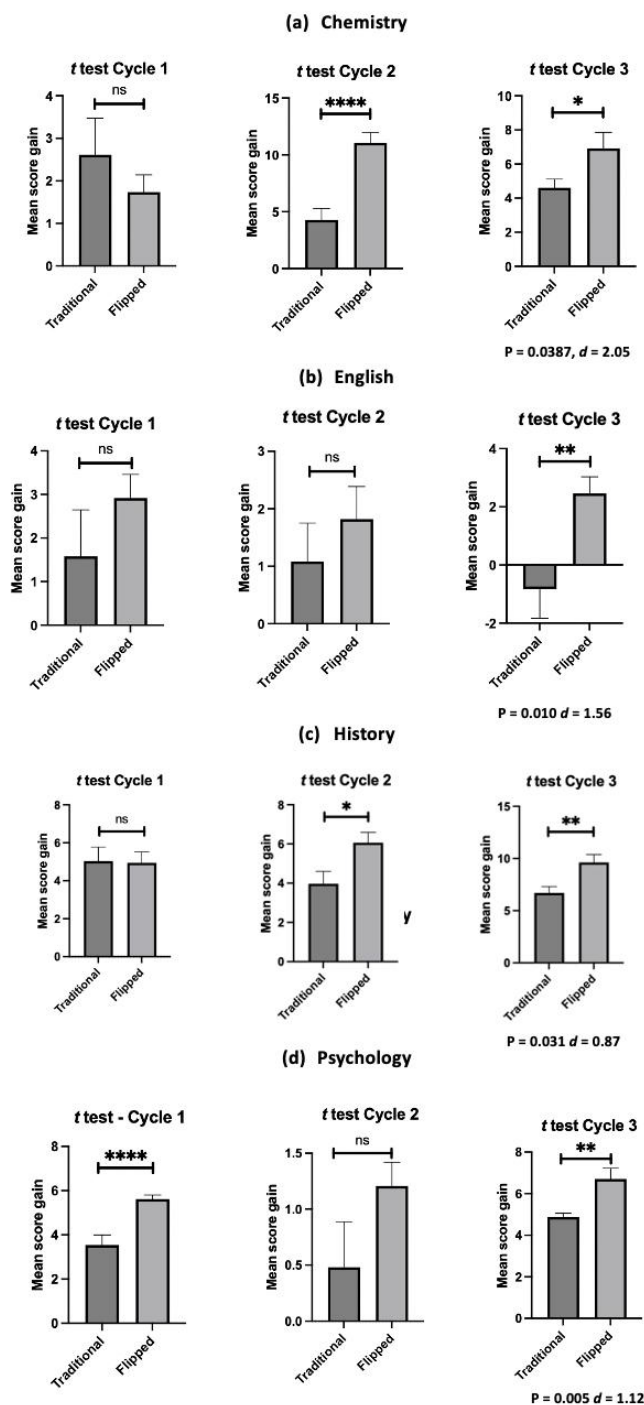 (a) Chemistry
t test Cycle 1
ns
Mean score gain
4
3
2
1
0
Traditional
Flipped
t test Cycle 2
****
Mean score gain
15
10
5
0
Traditional
Flipped
t test Cycle 3
*
Mean score gain
10
8
6
4
2
0
Traditional
Flipped
P = 0.0387, d = 2.05
(b) English
t test Cycle 1
ns
Mean score gain
4
3
2
1
0
Traditional
Flipped
t test Cycle 2
ns
Mean score gain
3
2
1
0
Traditional
Flipped
t test Cycle 3
**
Mean score gain
4
2
0
-2
Traditional
Flipped
P = 0.010 d = 1.56
(c) History
t test Cycle 1
ns
Mean score gain
8
6
4
2
0
Traditional
Flipped
t test Cycle 2
*
Mean score gain
8
6
4
2
0
Traditional
Flipped
y
t test Cycle 3
**
Mean score gain
15
10
5
0
Traditional
Flipped
P = 0.031 d = 0.87
(d) Psychology
t test - Cycle 1
****
Mean score gain
8
6
4
2
0
Traditional
Flipped
t test Cycle 2
ns
Mean score gain
1.5
1.0
0.5
0.0
Traditional
Flipped
t test Cycle 3
**
Mean score gain
8
6
4
2
0
Traditional
Flipped
P = 0.005 d = 1.12